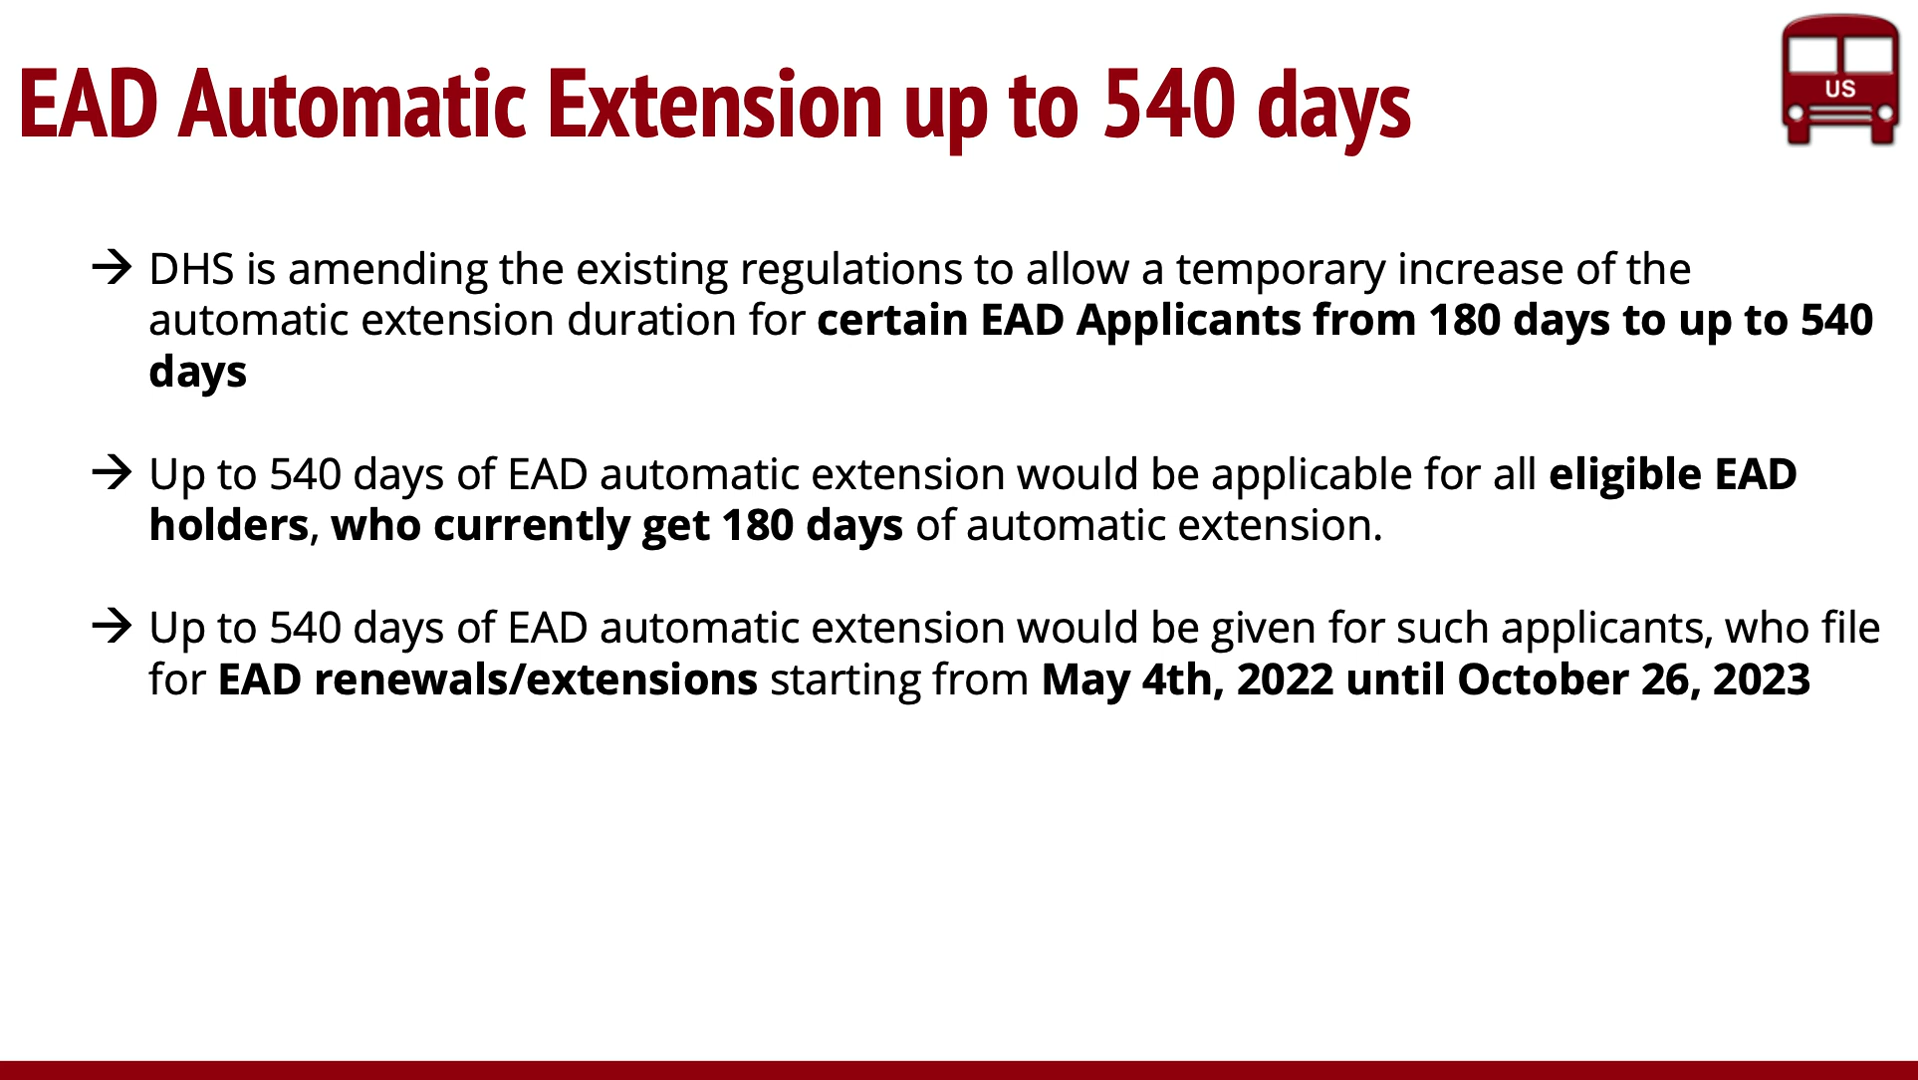 EAD Automatic Extension up to 540 days
US
→ DHS is amending the existing regulations to allow a temporary increase of the
automatic extension duration for certain EAD Applicants from 180 days to up to 540
days
→ Up to 540 days of EAD automatic extension would be applicable for all eligible EAD
holders, who currently get 180 days of automatic extension.
→ Up to 540 days of EAD automatic extension would be given for such applicants, who file
for EAD renewals/extensions starting from May 4th, 2022 until October 26, 2023